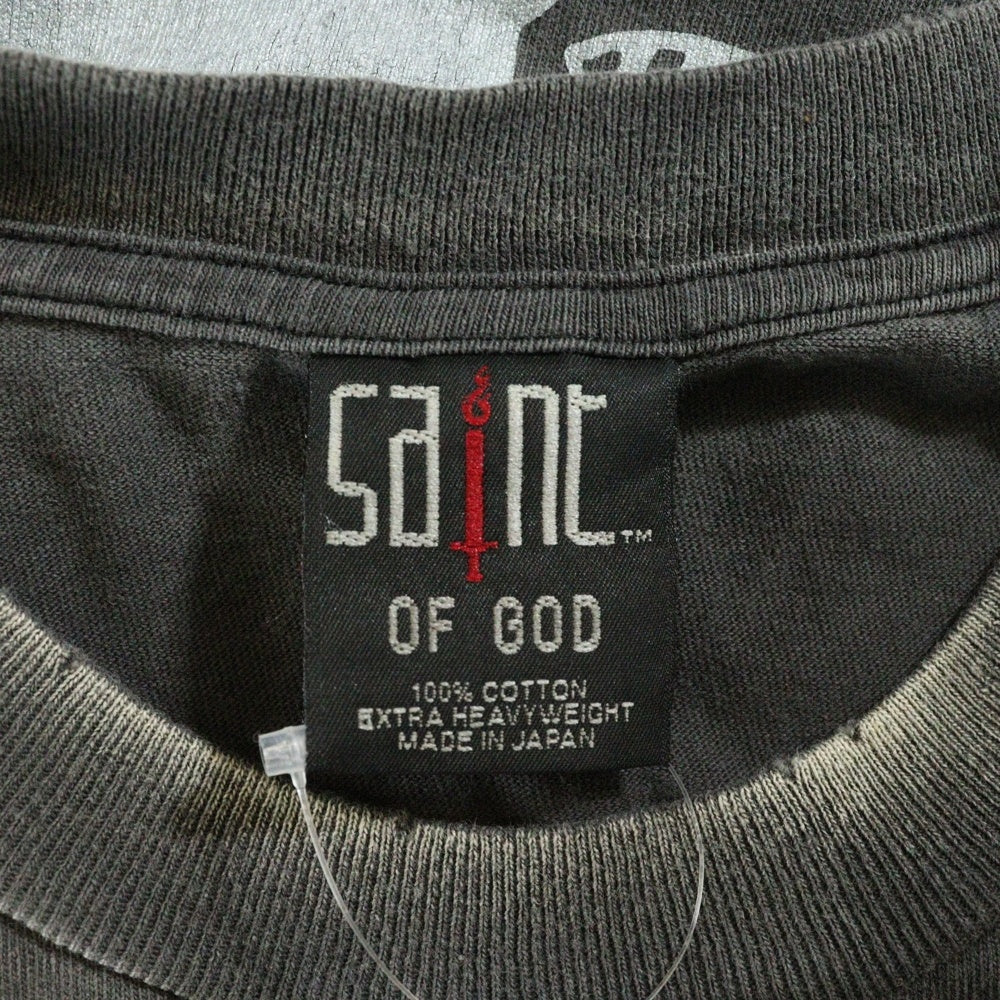 saint™
OF GOD
100% COTTON
EXTRA HEAVYWEIGHT
MADE IN JAPAN